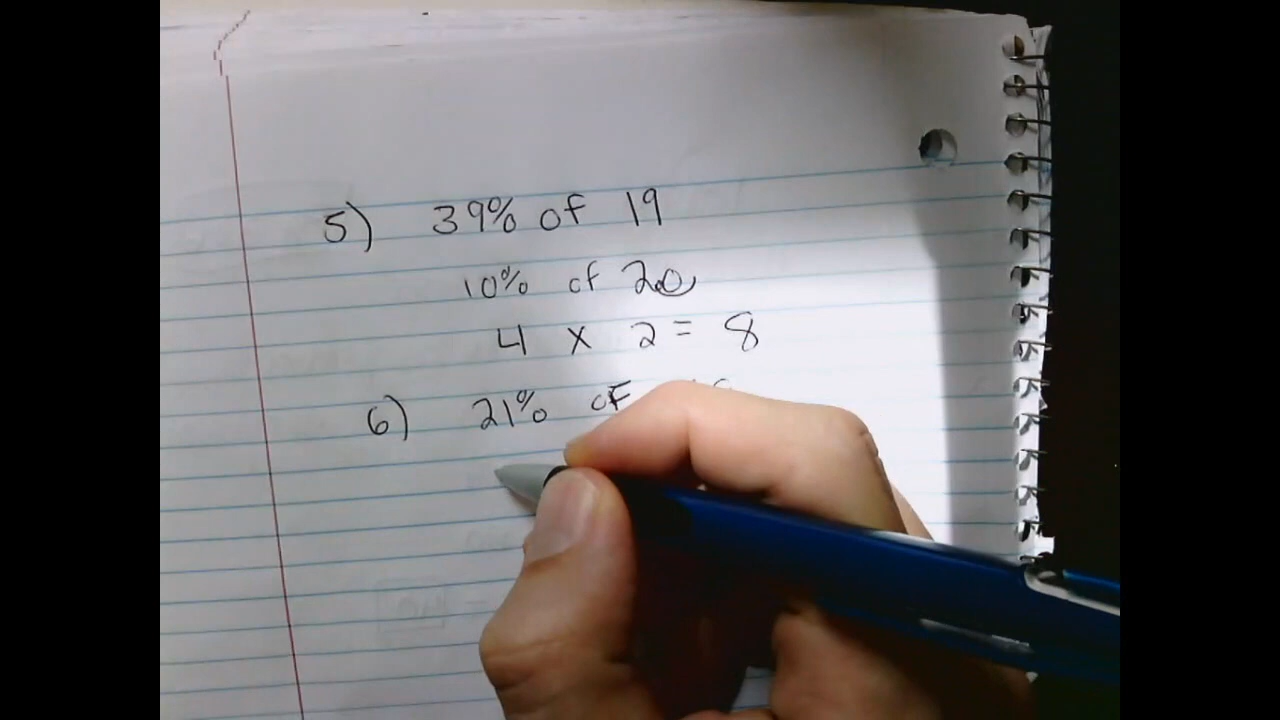 5) 39% of 19
10% of 20
4 x 2 = 8
6) 21% of